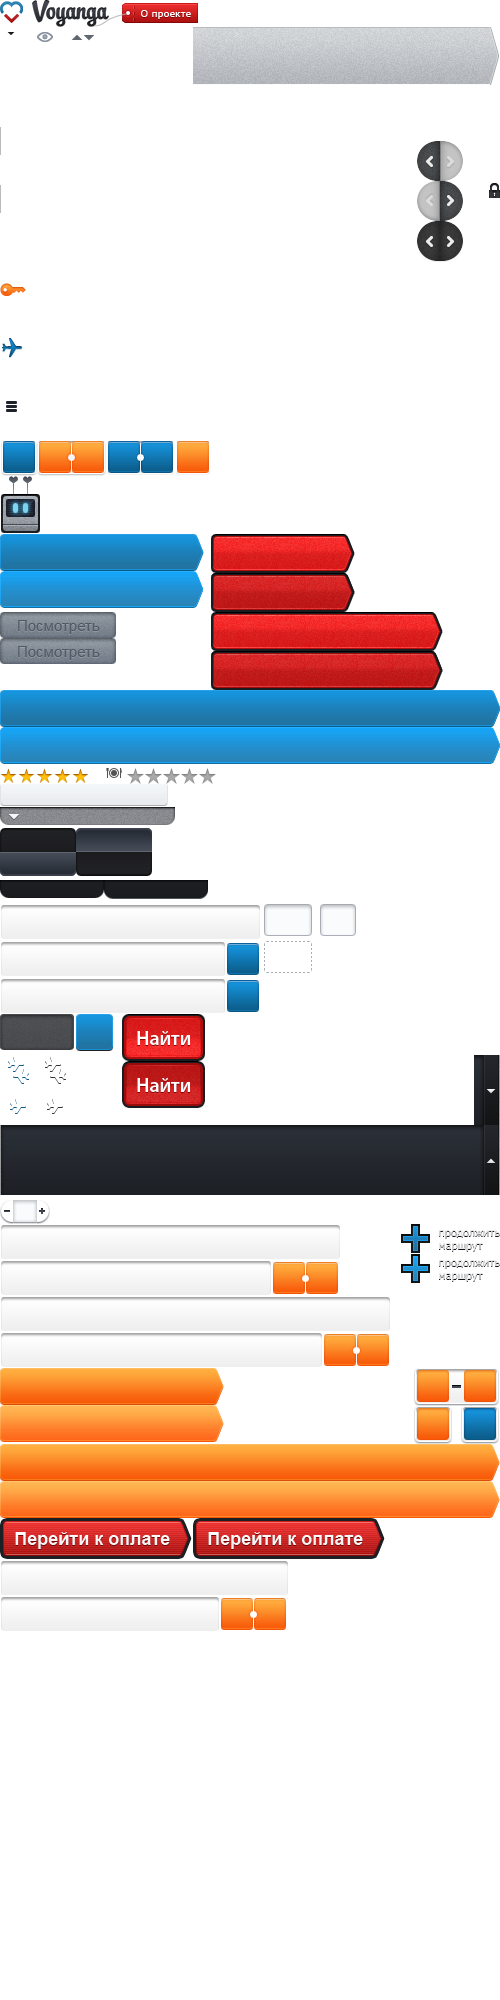 Voyanga
О проекте
Посмотреть
Посмотреть
Найти
Найти
продолжить
маршрут
продолжить
маршрут
Перейти к оплате
Перейти к оплате